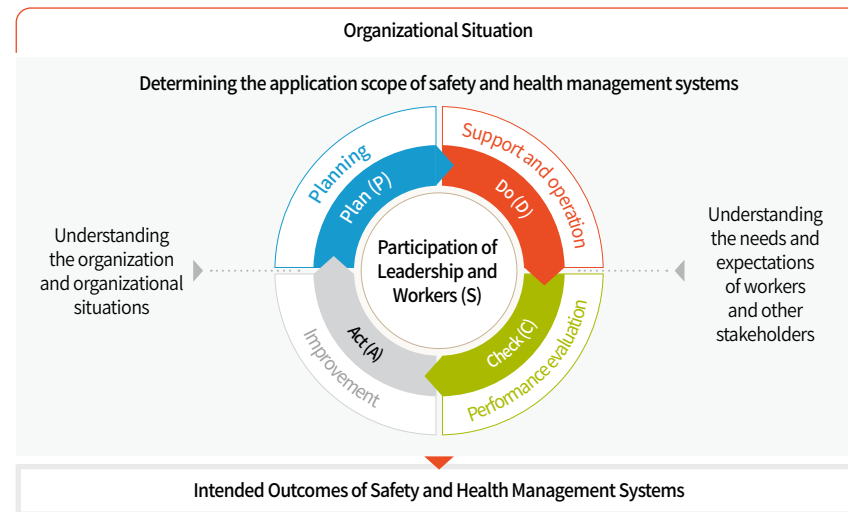 Organizational Situation
Determining the application scope of safety and health management systems
Planning
Plan (P)
Support and operation
Do (D)
Understanding
the organization
and organizational
situations
Participation of
Leadership and
Workers (S)
Understanding
the needs and
expectations
of workers
and other
stakeholders
Improvement
Act (A)
Check (C)
Performance evaluation
Intended Outcomes of Safety and Health Management Systems